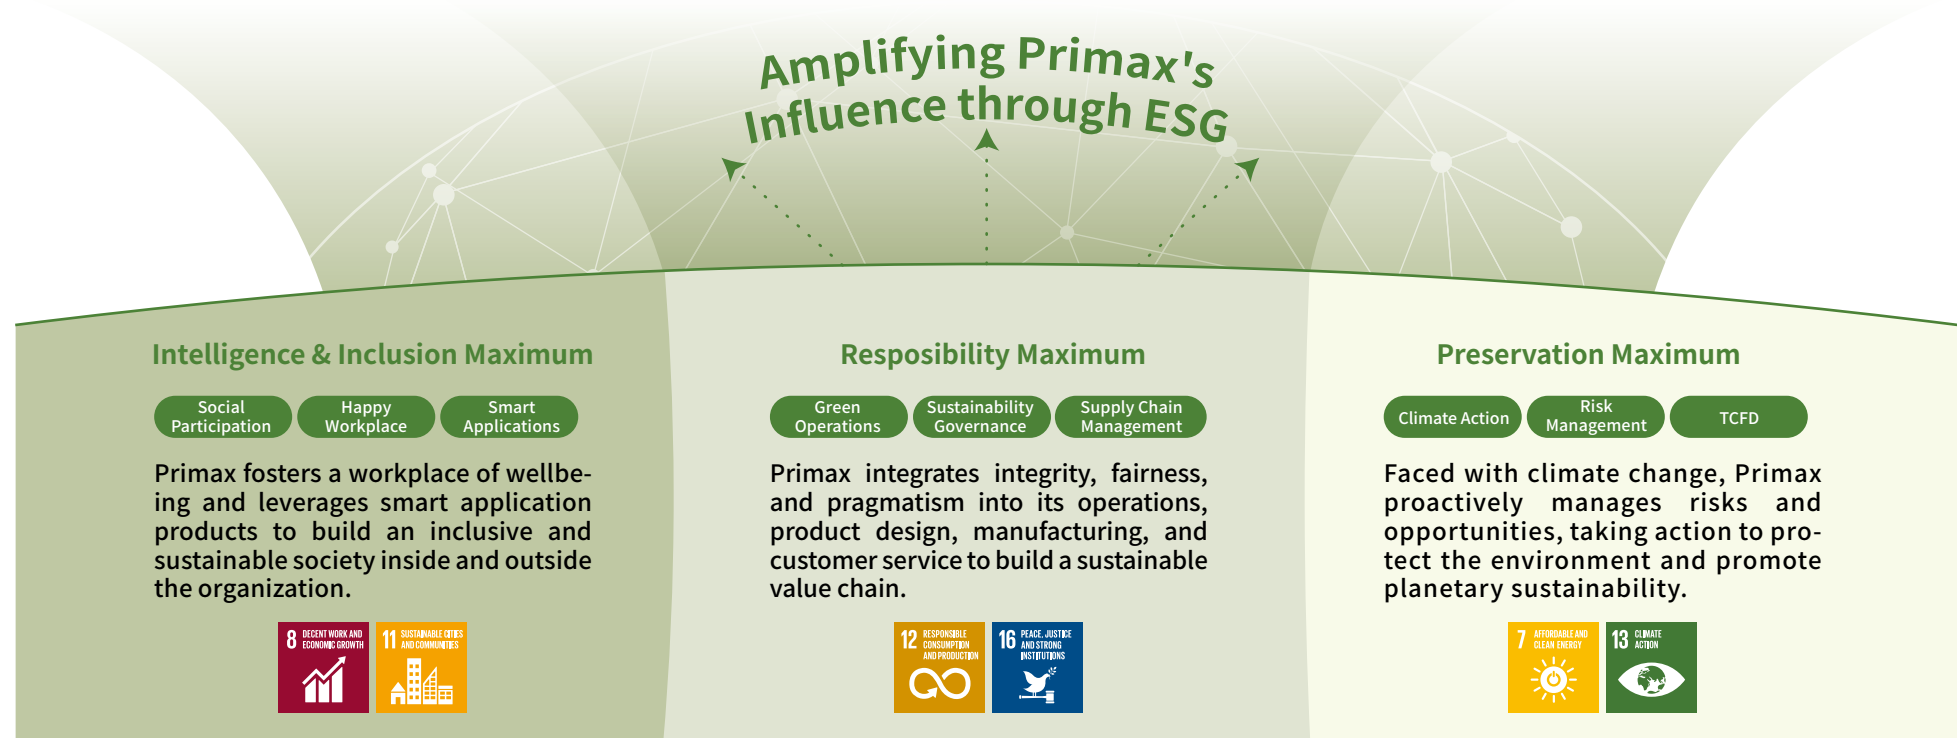 Amplifying Primax's
Influence through ESG
Intelligence & Inclusion Maximum
Social
Participation
Happy
Workplace
Smart
Applications
Primax fosters a workplace of wellbe-
ing and leverages smart application
products to build an inclusive and
sustainable society inside and outside
the organization.
8 DECENT WORK AND
ECONOMIC GROWTH
11 SUSTAINABLE CITIES
AND COMMUNITIES
Resposibility Maximum
Green
Operations
Sustainability
Governance
Supply Chain
Management
Primax integrates integrity, fairness,
and pragmatism into its operations,
product design, manufacturing, and
customer service to build a sustainable
value chain.
12 RESPONSIBLE
CONSUMPTION
AND PRODUCTION
16 PEACE, JUSTICE
AND STRONG
INSTITUTIONS
Preservation Maximum
Climate Action
Risk
Management
TCFD
Faced with climate change, Primax
proactively manages risks and
opportunities, taking action to pro-
tect the environment and promote
planetary sustainability.
7 AFFORDABLE AND
CLEAN ENERGY
13 CLIMATE
ACTION